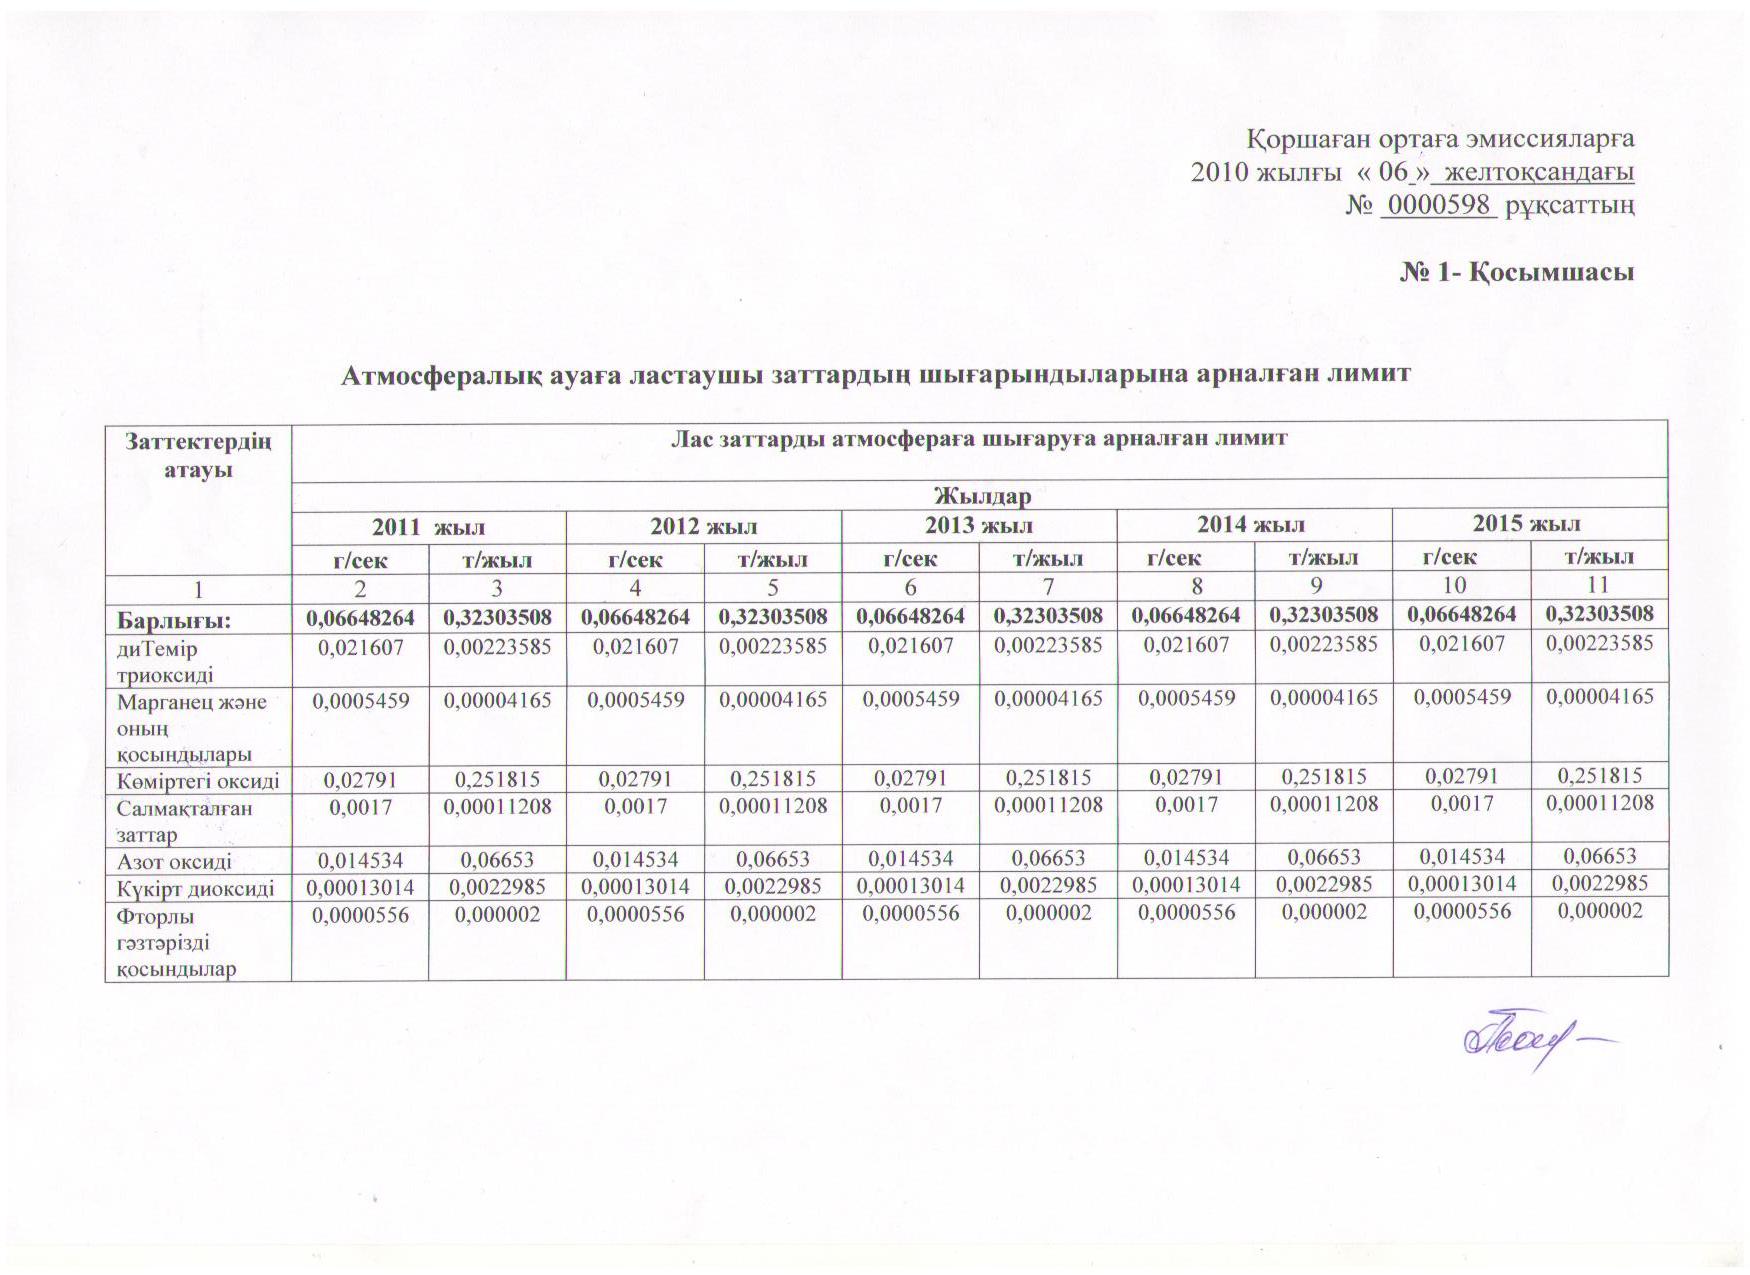 Қоршаған ортаға эмиссияларға
2010 жылғы « 06 » желтоқсандағы
№ 0000598 рұқсаттың
№ 1- Қосымшасы
Атмосфералық ауаға ластаушы заттардың шығарындыларына арналған лимит
Заттектердің атауы
Лас заттарды атмосфераға шығаруға арналған лимит
Жылдар
2011 жыл 2012 жыл 2013 жыл 2014 жыл 2015 жыл
г/сек т/жыл г/сек т/жыл г/сек т/жыл г/сек т/жыл г/сек т/жыл
1 2 3 4 5 6 7 8 9 10 11
Барлығы: 0,06648264 0,32303508 0,06648264 0,32303508 0,06648264 0,32303508 0,06648264 0,32303508 0,06648264 0,32303508
диТемір 0,021607 0,00223585 0,021607 0,00223585 0,021607 0,00223585 0,021607 0,00223585 0,021607 0,00223585
триоксиді
Марганец және 0,0005459 0,00004165 0,0005459 0,00004165 0,0005459 0,00004165 0,0005459 0,00004165 0,0005459 0,00004165
оның
қосындылары
Көміртегі оксиді 0,02791 0,251815 0,02791 0,251815 0,02791 0,251815 0,02791 0,251815 0,02791 0,251815
Салмақталған 0,0017 0,00011208 0,0017 0,00011208 0,0017 0,00011208 0,0017 0,00011208 0,0017 0,00011208
заттар
Азот оксиді 0,014534 0,06653 0,014534 0,06653 0,014534 0,06653 0,014534 0,06653 0,014534 0,06653
Күкірт диоксиді 0,00013014 0,0022985 0,00013014 0,0022985 0,00013014 0,0022985 0,00013014 0,0022985 0,00013014 0,0022985
Фторлы 0,0000556 0,000002 0,0000556 0,000002 0,0000556 0,000002 0,0000556 0,000002 0,0000556 0,000002
гәзтәрізді
қосындылар